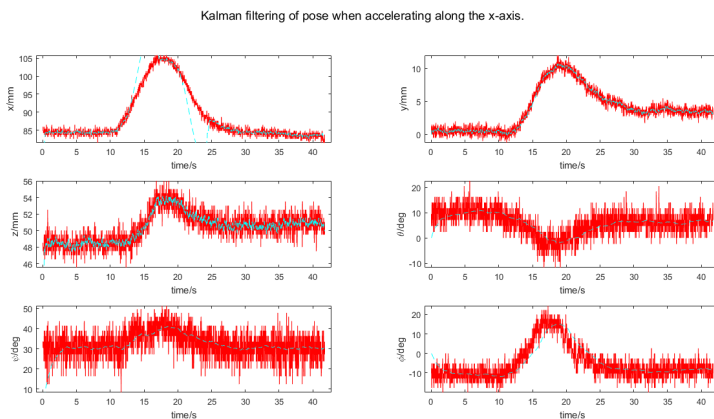 Kalman filtering of pose when accelerating along the x-axis.
105
100
95
90
85
x/mm
0 5 10 15 20 25 30 35 40
time/s
10
5
0
y/mm
0 5 10 15 20 25 30 35 40
time/s
56
54
52
50
48
46
z/mm
0 5 10 15 20 25 30 35 40
time/s
20
10
0
-10
θ/deg
0 5 10 15 20 25 30 35 40
time/s
50
40
30
20
10
ψ/deg
0 5 10 15 20 25 30 35 40
time/s
20
10
0
-10
ϕ/deg
0 5 10 15 20 25 30 35 40
time/s